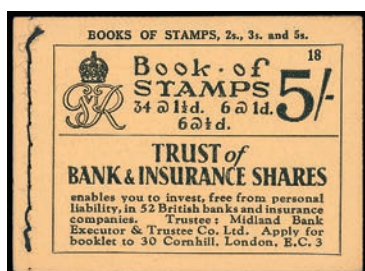 BOOKS OF STAMPS, 2s., 3s. and 5s.
18
GR
Book of
STAMPS
5/-
34 @ 1½d. 6 @ 1d.
6 @ ½d.
TRUST of
BANK & INSURANCE SHARES
enables you to invest, free from personal
liability, in 52 British banks and insurance
companies. Trustee: Midland Bank
Executor & Trustee Co. Ltd. Apply for
booklet to 30 Cornhill, London, E.C. 3